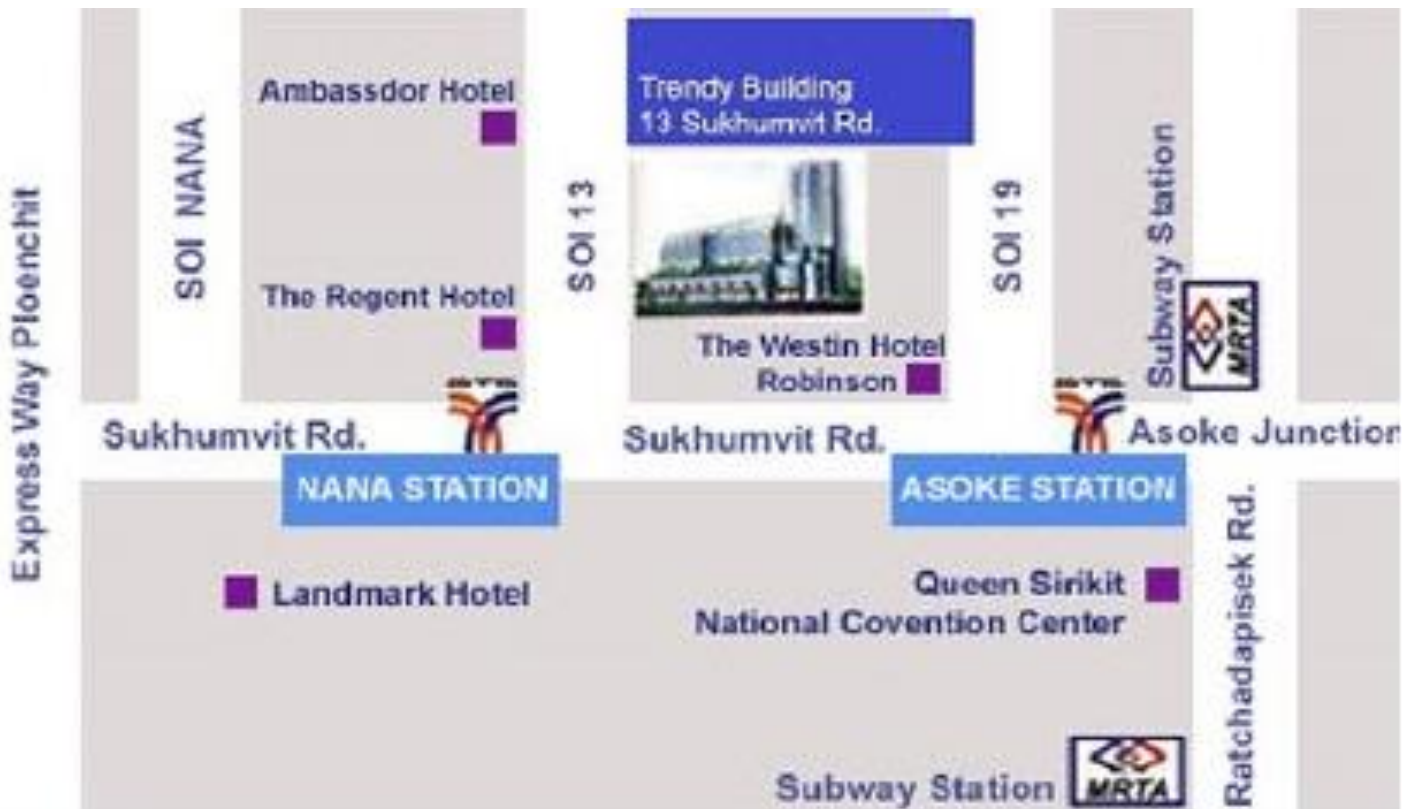 Ambassdor Hotel
Trendy Building
13 Sukhumvit Rd.
SOI NANA
SOI 13
SOI 19
Subway Station
MRTA
Express Way Ploenchit
The Regent Hotel
The Westin Hotel
Robinson
BTS
BTS
Sukhumvit Rd.
Sukhumvit Rd.
Asoke Junction
NANA STATION
ASOKE STATION
Landmark Hotel
Queen Sirikit
National Covention Center
Ratchadapisek Rd.
Subway Station
MRTA